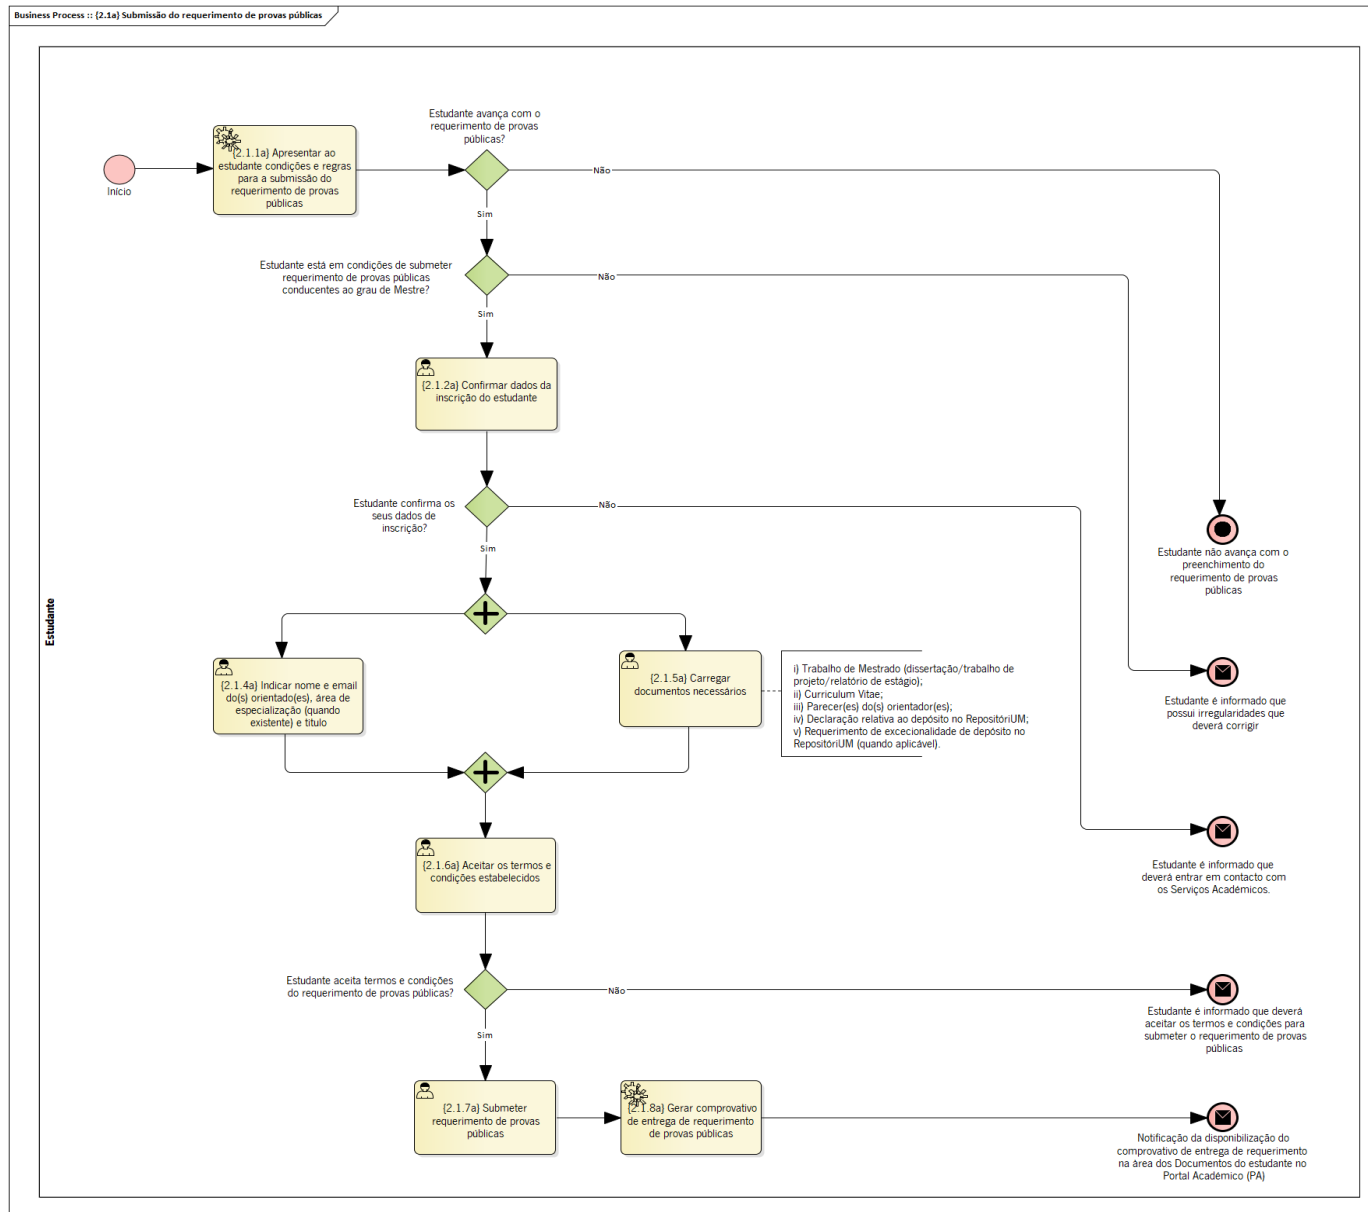 Business Process :: {2.1a} Submissão do requerimento de provas públicas
Estudante
Início
{2.1.1a} Apresentar ao
estudante condições e regras
para a submissão do
requerimento de provas
públicas
Estudante avança com o
requerimento de provas
públicas?
Não
Sim
Estudante está em condições de submeter
requerimento de provas públicas
conducentes ao grau de Mestre?
Não
Sim
{2.1.2a} Confirmar dados da
inscrição do estudante
Estudante confirma os
seus dados de
inscrição?
Não
Sim
Estudante não avança com o
preenchimento do
requerimento de provas
públicas
{2.1.4a} Indicar nome e email
do(s) orientado(es), área de
especialização (quando
existente) e título
{2.1.5a} Carregar
documentos necessários
i) Trabalho de Mestrado (dissertação/trabalho de
projeto/relatório de estágio);
ii) Curriculum Vitae;
iii) Parecer(es) do(s) orientador(es);
iv) Declaração relativa ao depósito no RepositóriUM;
v) Requerimento de excecionalidade de depósito no
RepositóriUM (quando aplicável).
Estudante é informado que
possui irregularidades que
deverá corrigir
{2.1.6a} Aceitar os termos e
condições estabelecidos
Estudante é informado que
deverá entrar em contacto com
os Serviços Académicos.
Estudante aceita termos e condições
do requerimento de provas públicas?
Não
Sim
Estudante é informado que deverá
aceitar os termos e condições para
submeter o requerimento de provas
públicas
{2.1.7a} Submeter
requerimento de provas
públicas
{2.1.8a} Gerar comprovativo
de entrega de requerimento
de provas públicas
Notificação da disponibilização do
comprovativo de entrega de requerimento
na área dos Documentos do estudante no
Portal Académico (PA)